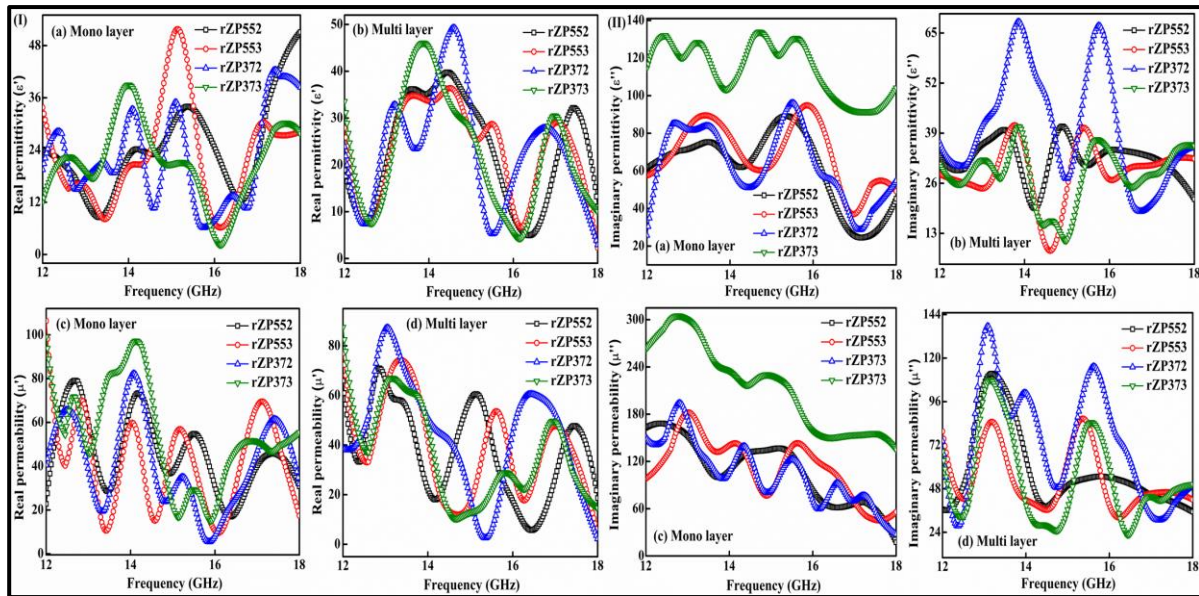 (I)
(a) Mono layer
rZP552
rZP553
rZP372
rZP373
Real permittivity (ε')
48
36
24
12
0
12 14 16 18
Frequency (GHz)
(b) Multi layer
rZP552
rZP553
rZP372
rZP373
Real permittivity (ε')
50
40
30
20
10
0
12 14 16 18
Frequency (GHz)
(II)
Imaginary permittivity (ε'')
140
120
100
80
60
40
20
rZP552
rZP553
rZP372
rZP373
(a) Mono layer
12 14 16 18
Frequency (GHz)
Imaginary permittivity (ε'')
65
52
39
26
13
rZP552
rZP553
rZP372
rZP373
(b) Multi layer
12 14 16 18
Frequency (GHz)
(c) Mono layer
rZP552
rZP553
rZP372
rZP373
Real permeability (μ')
100
80
60
40
20
0
12 14 16 18
Frequency (GHz)
(d) Multi layer
rZP552
rZP553
rZP372
rZP373
Real permeability (μ')
80
60
40
20
0
12 14 16 18
Frequency (GHz)
Imaginary permeability (μ'')
300
240
180
120
60
0
rZP552
rZP553
rZP373
rZP373
(c) Mono layer
12 14 16 18
Frequency (GHz)
Imaginary permeability (μ'')
144
120
96
72
48
24
rZP552
rZP553
rZP372
rZP373
(d) Multi layer
12 14 16 18
Frequency (GHz)